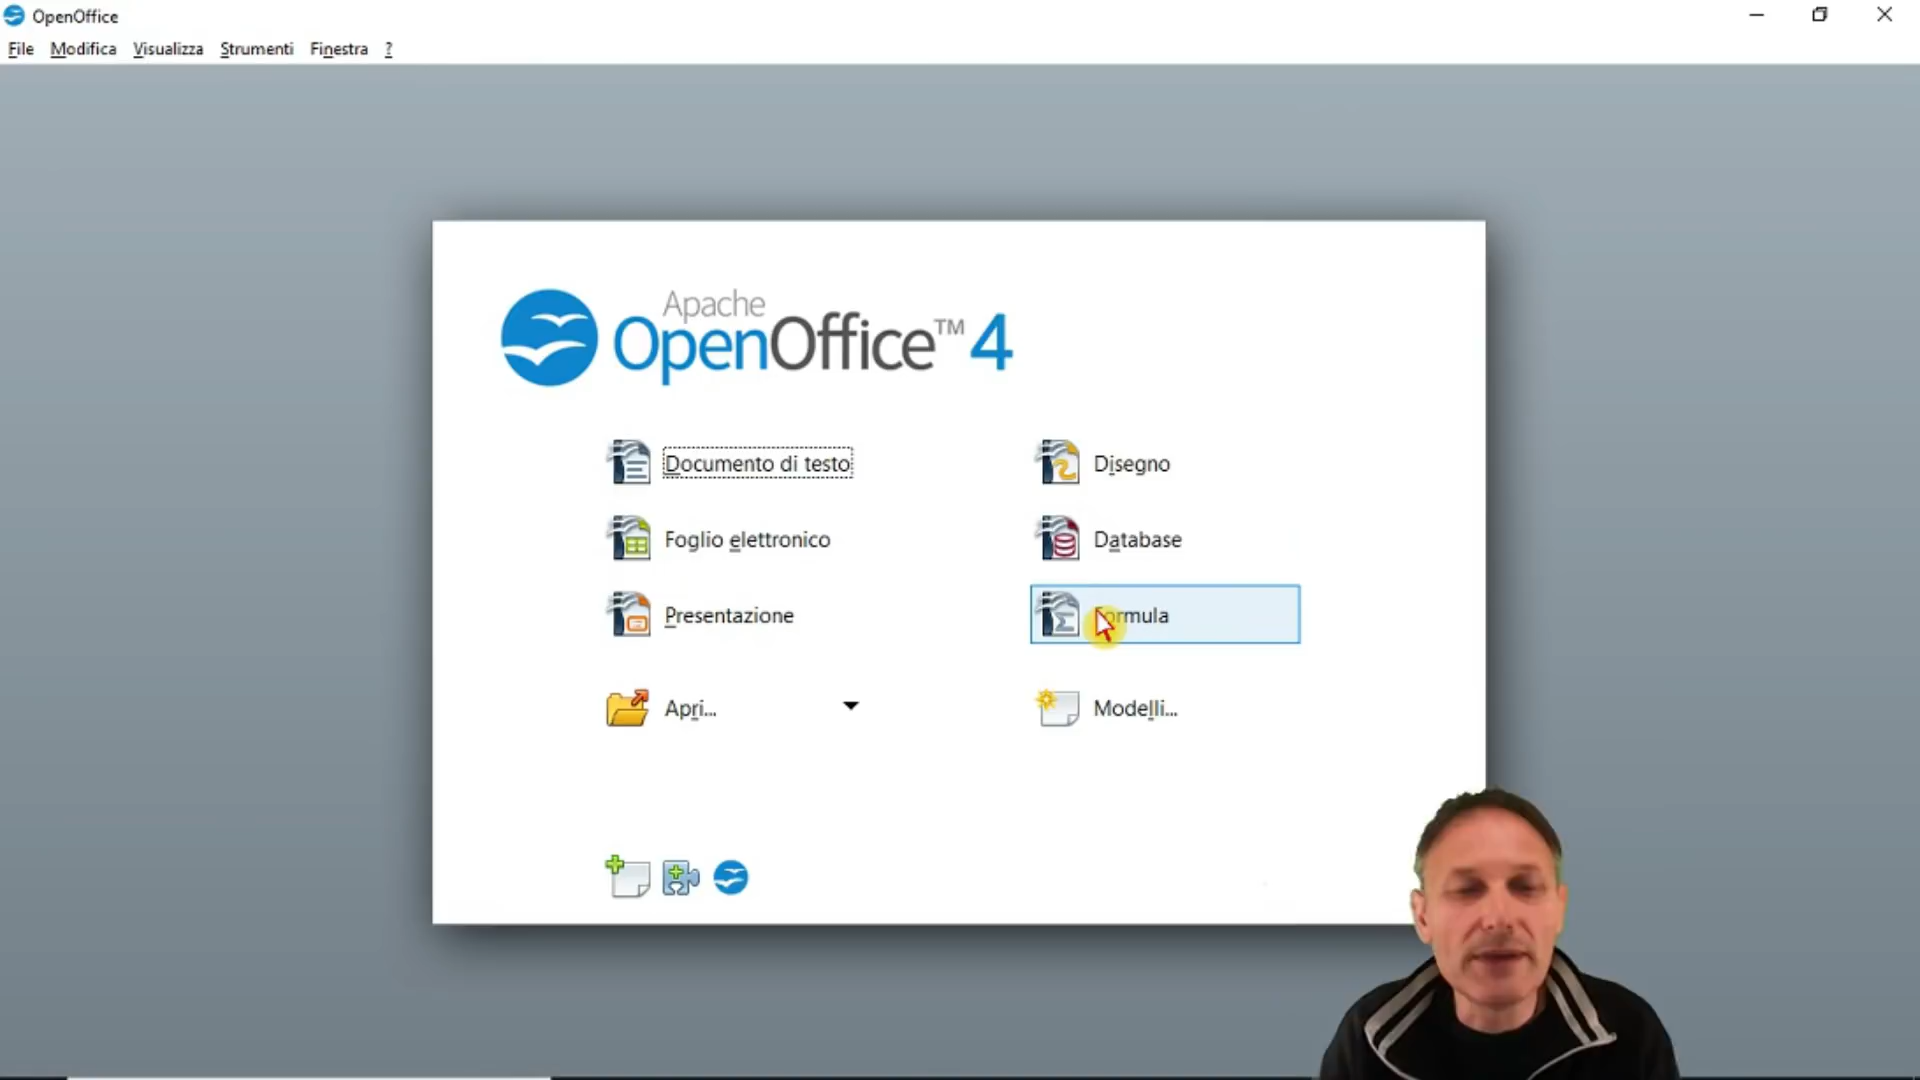 OpenOffice
File Modifica Visualizza Strumenti Finestra ?
Apache
OpenOffice™ 4
Documento di testo
Disegno
Foglio elettronico
Database
Presentazione
Formula
Apri...
Modelli...